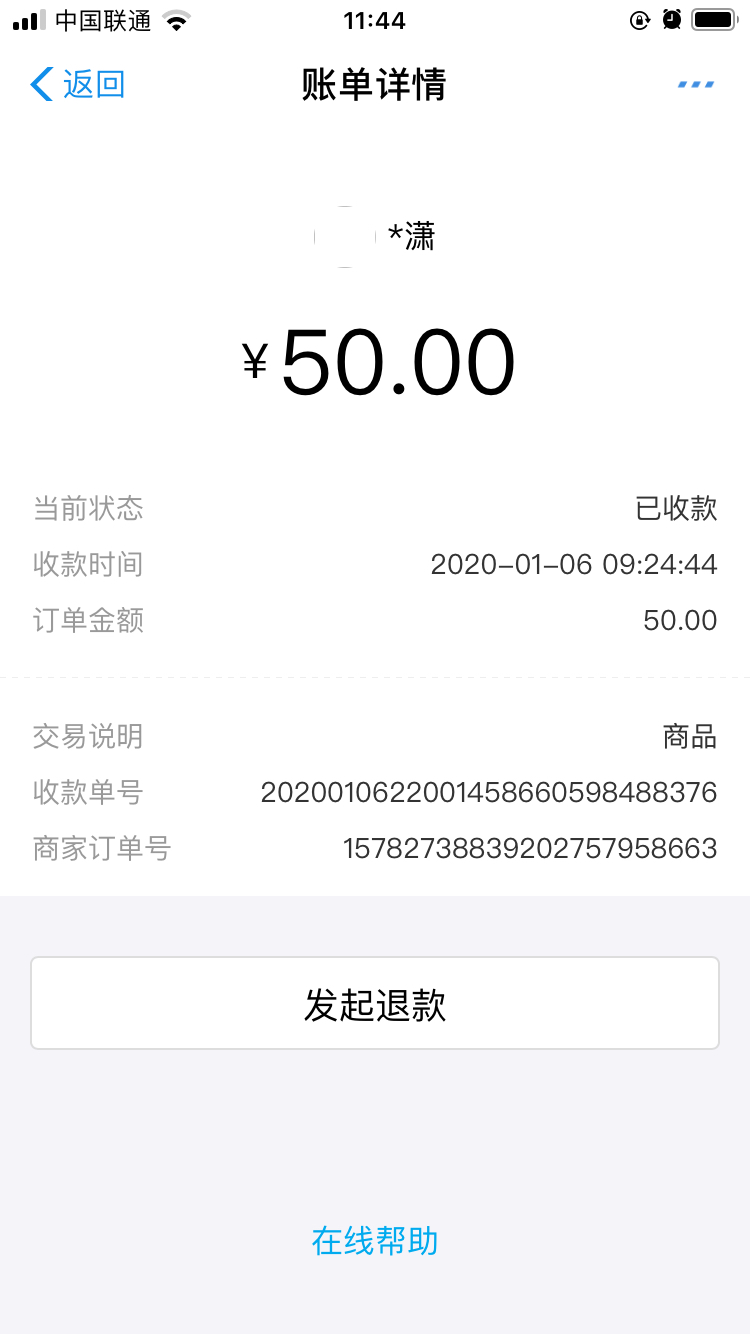 中国联通 11:44
返回 账单详情
*潇
¥50.00
当前状态 已收款
收款时间 2020-01-06 09:24:44
订单金额 50.00
交易说明 商品
收款单号 2020010622001458660598488376
商家订单号 15782738839202757958663
发起退款
在线帮助